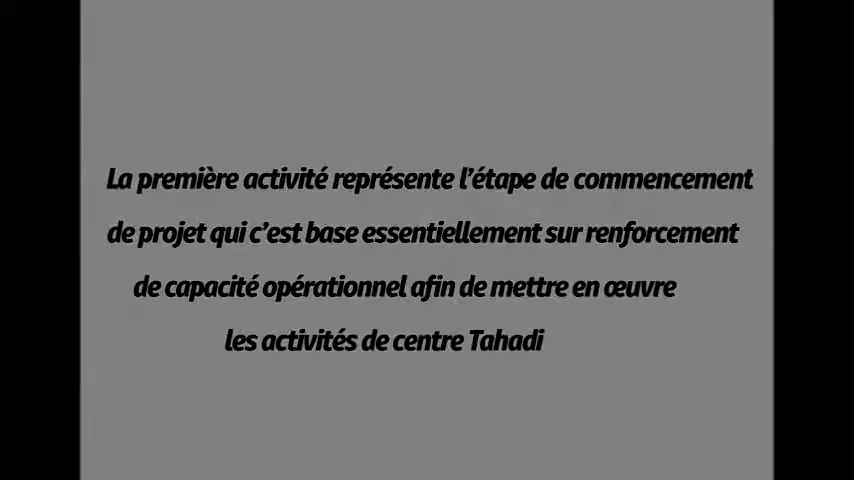 La première activité représente l'étape de commencement
de projet qui c'est base essentiellement sur renforcement
de capacité opérationnel afin de mettre en œuvre
les activités de centre Tahadi